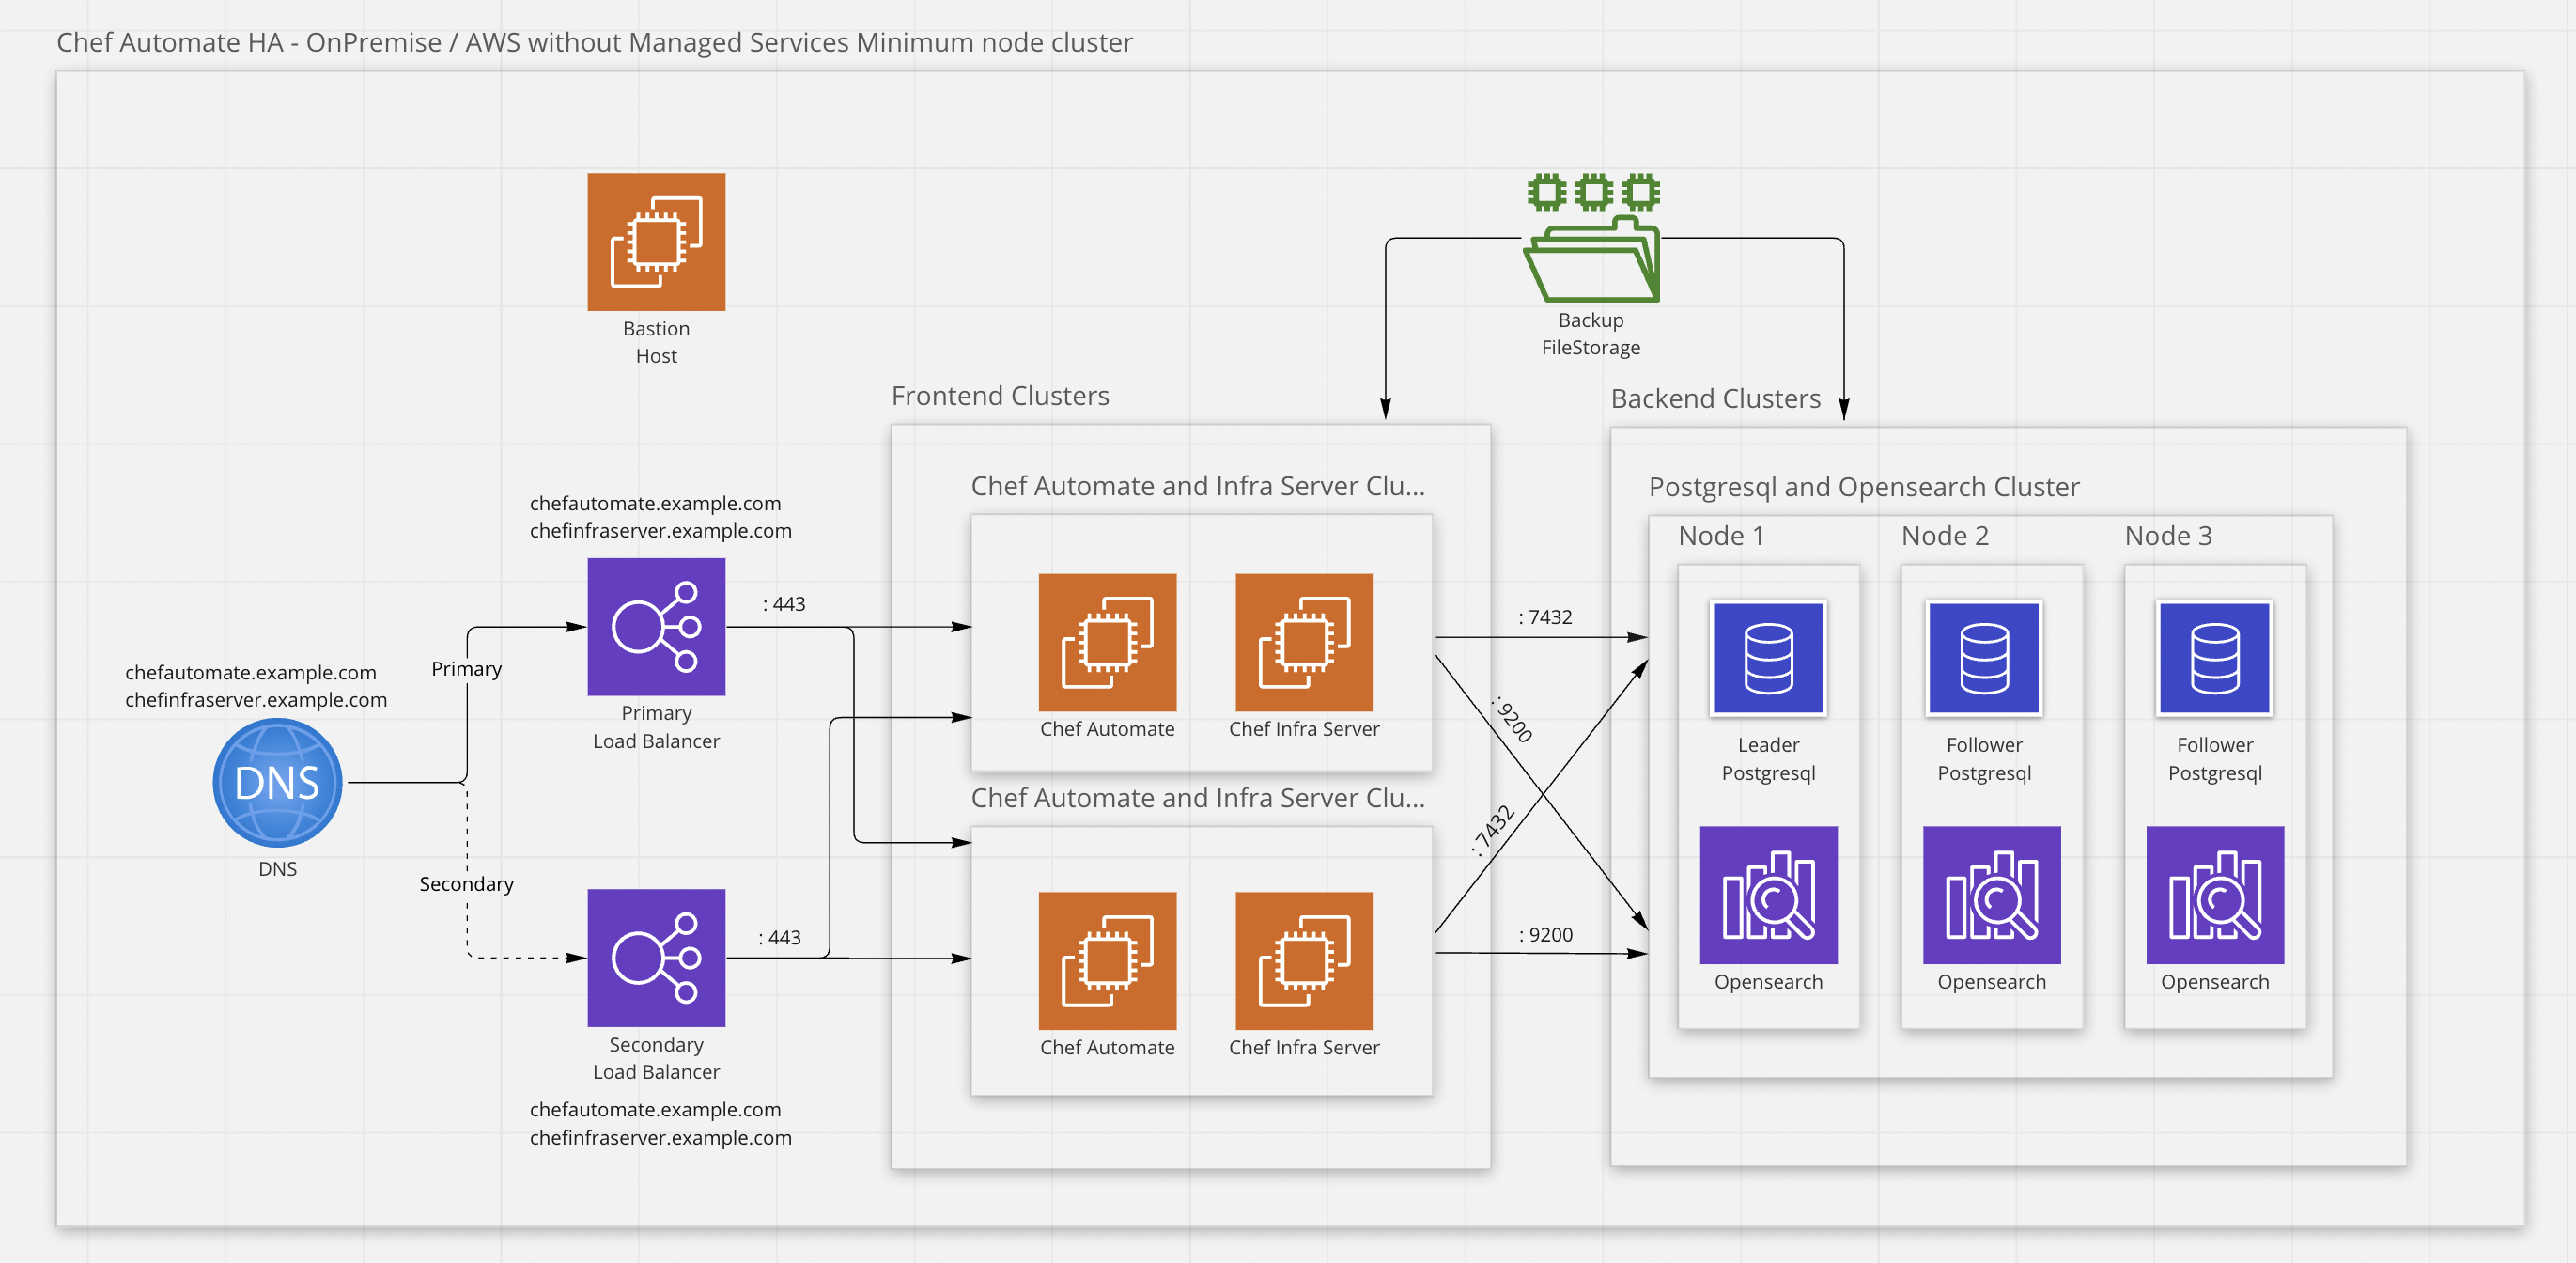 Chef Automate HA - OnPremise / AWS without Managed Services Minimum node cluster
Bastion
Host
Backup
FileStorage
Frontend Clusters
Backend Clusters
chefautomate.example.com
chefinfraserver.example.com
Primary
Load Balancer
: 443
chefautomate.example.com
chefinfraserver.example.com
DNS
DNS
Primary
Secondary
: 443
Secondary
Load Balancer
chefautomate.example.com
chefinfraserver.example.com
Chef Automate and Infra Server Clu...
Chef Automate
Chef Infra Server
Chef Automate and Infra Server Clu...
Chef Automate
Chef Infra Server
: 7432
: 9200
: 7432
: 9200
Postgresql and Opensearch Cluster
Node 1
Leader
Postgresql
Opensearch
Node 2
Follower
Postgresql
Opensearch
Node 3
Follower
Postgresql
Opensearch